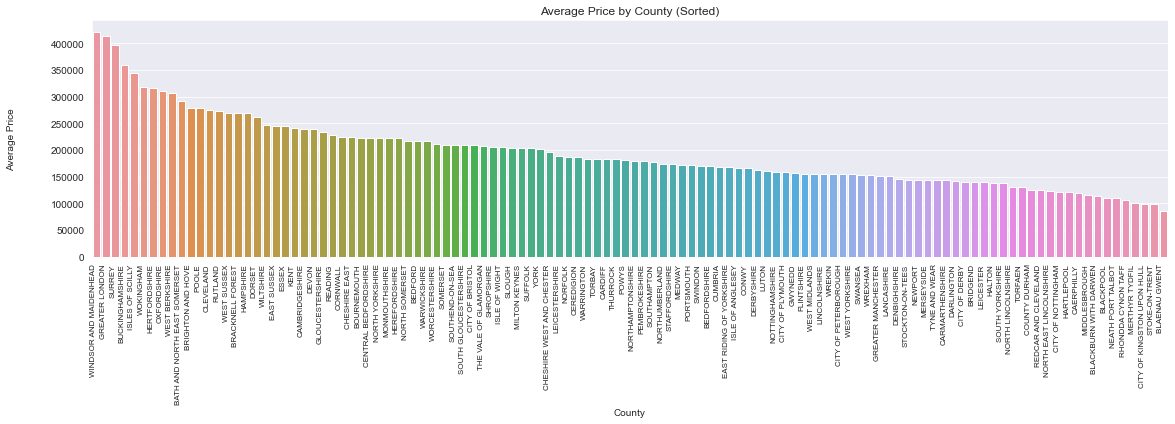 Average Price by County (Sorted)
Average Price
400000
350000
300000
250000
200000
150000
100000
50000
0
WINDSOR AND MAIDENHEAD
GREATER LONDON
SURREY
BUCKINGHAMSHIRE
ISLES OF SCILLY
WOKINGHAM
HERTFORDSHIRE
OXFORDSHIRE
WEST BERKSHIRE
BATH AND NORTH EAST SOMERSET
BRIGHTON AND HOVE
POOLE
CLEVELAND
RUTLAND
WEST SUSSEX
BRACKNELL FOREST
HAMPSHIRE
DORSET
WILTSHIRE
EAST SUSSEX
ESSEX
KENT
CAMBRIDGESHIRE
DEVON
GLOUCESTERSHIRE
READING
CORNWALL
CHESHIRE EAST
BOURNEMOUTH
CENTRAL BEDFORDSHIRE
NORTH YORKSHIRE
MONMOUTHSHIRE
HEREFORDSHIRE
NORTH SOMERSET
BEDFORD
WARWICKSHIRE
WORCESTERSHIRE
SOMERSET
SOUTHEND-ON-SEA
SOUTH GLOUCESTERSHIRE
CITY OF BRISTOL
THE VALE OF GLAMORGAN
SHROPSHIRE
ISLE OF WIGHT
SLOUGH
MILTON KEYNES
SUFFOLK
YORK
CHESHIRE WEST AND CHESTER
LEICESTERSHIRE
NORFOLK
CEREDIGION
WARRINGTON
TORBAY
CARDIFF
THURROCK
POWYS
NORTHAMPTONSHIRE
PEMBROKESHIRE
SOUTHAMPTON
NORTHUMBERLAND
STAFFORDSHIRE
MEDWAY
PORTSMOUTH
SWINDON
BEDFORDSHIRE
CUMBRIA
EAST RIDING OF YORKSHIRE
ISLE OF ANGLESEY
CONWY
DERBYSHIRE
LUTON
NOTTINGHAMSHIRE
CITY OF PLYMOUTH
GWYNEDD
FLINTSHIRE
WEST MIDLANDS
LINCOLNSHIRE
WREKIN
CITY OF PETERBOROUGH
WEST YORKSHIRE
SWANSEA
WREXHAM
GREATER MANCHESTER
LANCASHIRE
DENBIGHSHIRE
STOCKTON-ON-TEES
NEWPORT
MERSEYSIDE
TYNE AND WEAR
CARMARTHENSHIRE
DARLINGTON
CITY OF DERBY
BRIDGEND
LEICESTER
HALTON
SOUTH YORKSHIRE
NORTH LINCOLNSHIRE
TORFAEN
COUNTY DURHAM
REDCAR AND CLEVELAND
NORTH EAST LINCOLNSHIRE
CITY OF NOTTINGHAM
HARTLEPOOL
CAERPHILLY
MIDDLESBROUGH
BLACKBURN WITH DARWEN
BLACKPOOL
NEATH PORT TALBOT
RHONDDA CYNON TAFF
MERTHYR TYDFIL
CITY OF KINGSTON UPON HULL
STOKE-ON-TRENT
BLAENAU GWENT
County